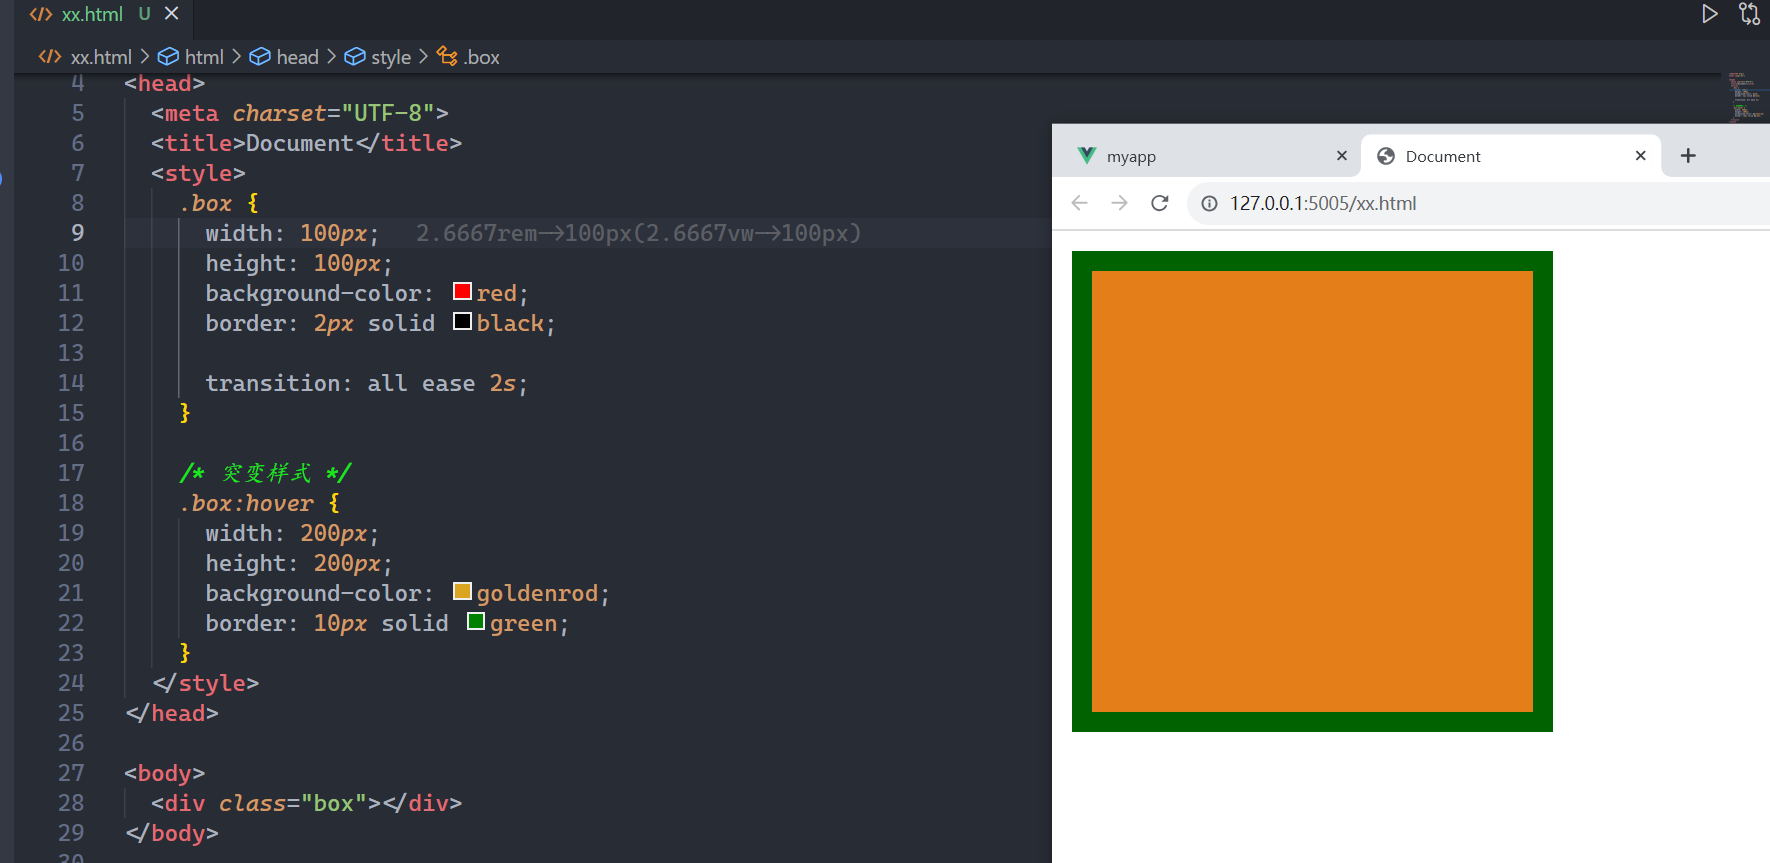 xx.html U
xx.html > html > head > style > .box
4 <head>
5 <meta charset="UTF-8">
6 <title>Document</title>
7 <style>
8 .box {
9 width: 100px; 2.6667rem->100px(2.6667vw->100px)
10 height: 100px;
11 background-color: red;
12 border: 2px solid black;
13
14 transition: all ease 2s;
15 }
16
17 /* 突变样式 */
18 .box:hover {
19 width: 200px;
20 height: 200px;
21 background-color: goldenrod;
22 border: 10px solid green;
23 }
24 </style>
25 </head>
26
27 <body>
28 <div class="box"></div>
29 </body>
30
myapp
Document
127.0.0.1:5005/xx.html